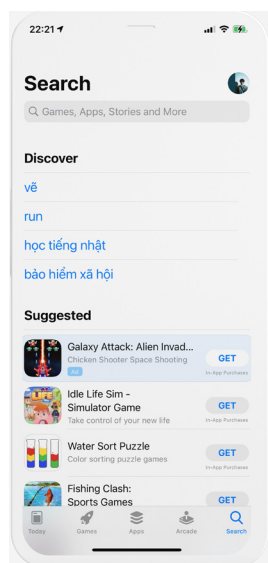 22:21
Search
Games, Apps, Stories and More
Discover
vẽ
run
học tiếng nhật
bảo hiểm xã hội
Suggested
Galaxy Attack: Alien Invad...
Chicken Shooter Space Shooting
Ad
GET
In-App Purchases
Idle Life Sim -
Simulator Game
Take control of your new life
GET
In-App Purchases
Water Sort Puzzle
Color sorting puzzle games
GET
In-App Purchases
Fishing Clash:
Sports Games
GET
Today
Games
Apps
Arcade
Search